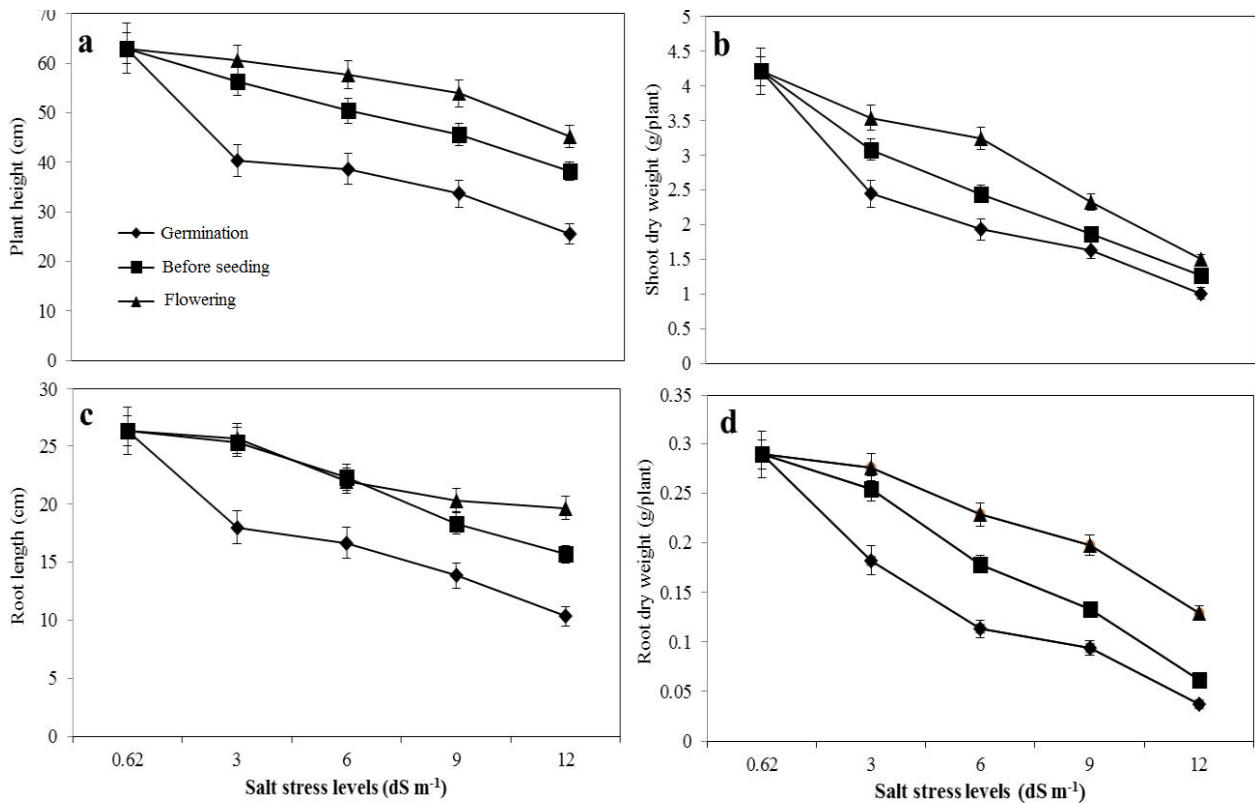 a
Plant height (cm)
70
60
50
40
30
20
10
0
Germination
Before seeding
Flowering
b
Shoot dry weight (g/plant)
5
4.5
4
3.5
3
2.5
2
1.5
1
0.5
0
c
Root length (cm)
30
25
20
15
10
5
0
0.62 3 6 9 12
Salt stress levels (dS m⁻¹)
d
Root dry weight (g/plant)
0.35
0.3
0.25
0.2
0.15
0.1
0.05
0
0.62 3 6 9 12
Salt stress levels (dS m⁻¹)